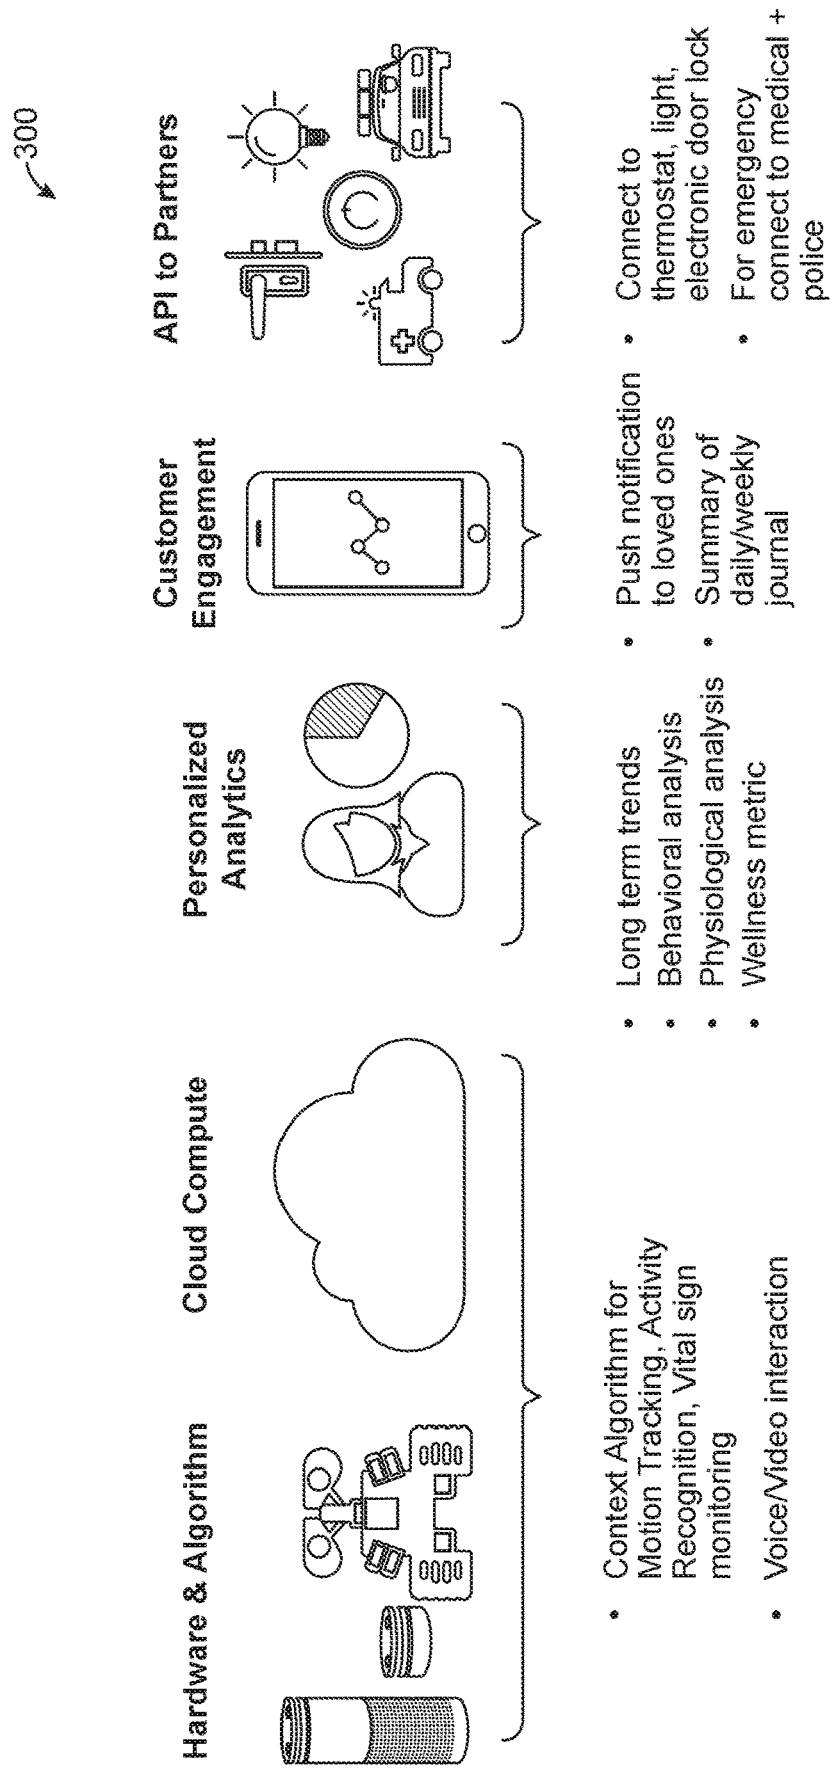 300
Hardware & Algorithm
Cloud Compute
Personalized
Analytics
Customer
Engagement
API to Partners
• Context Algorithm for
Motion Tracking, Activity
Recognition, Vital sign
monitoring
• Voice/Video interaction
• Long term trends
• Behavioral analysis
• Physiological analysis
• Wellness metric
• Push notification
to loved ones
• Summary of
daily/weekly
journal
• Connect to
thermostat, light,
electronic door lock
• For emergency
connect to medical +
police